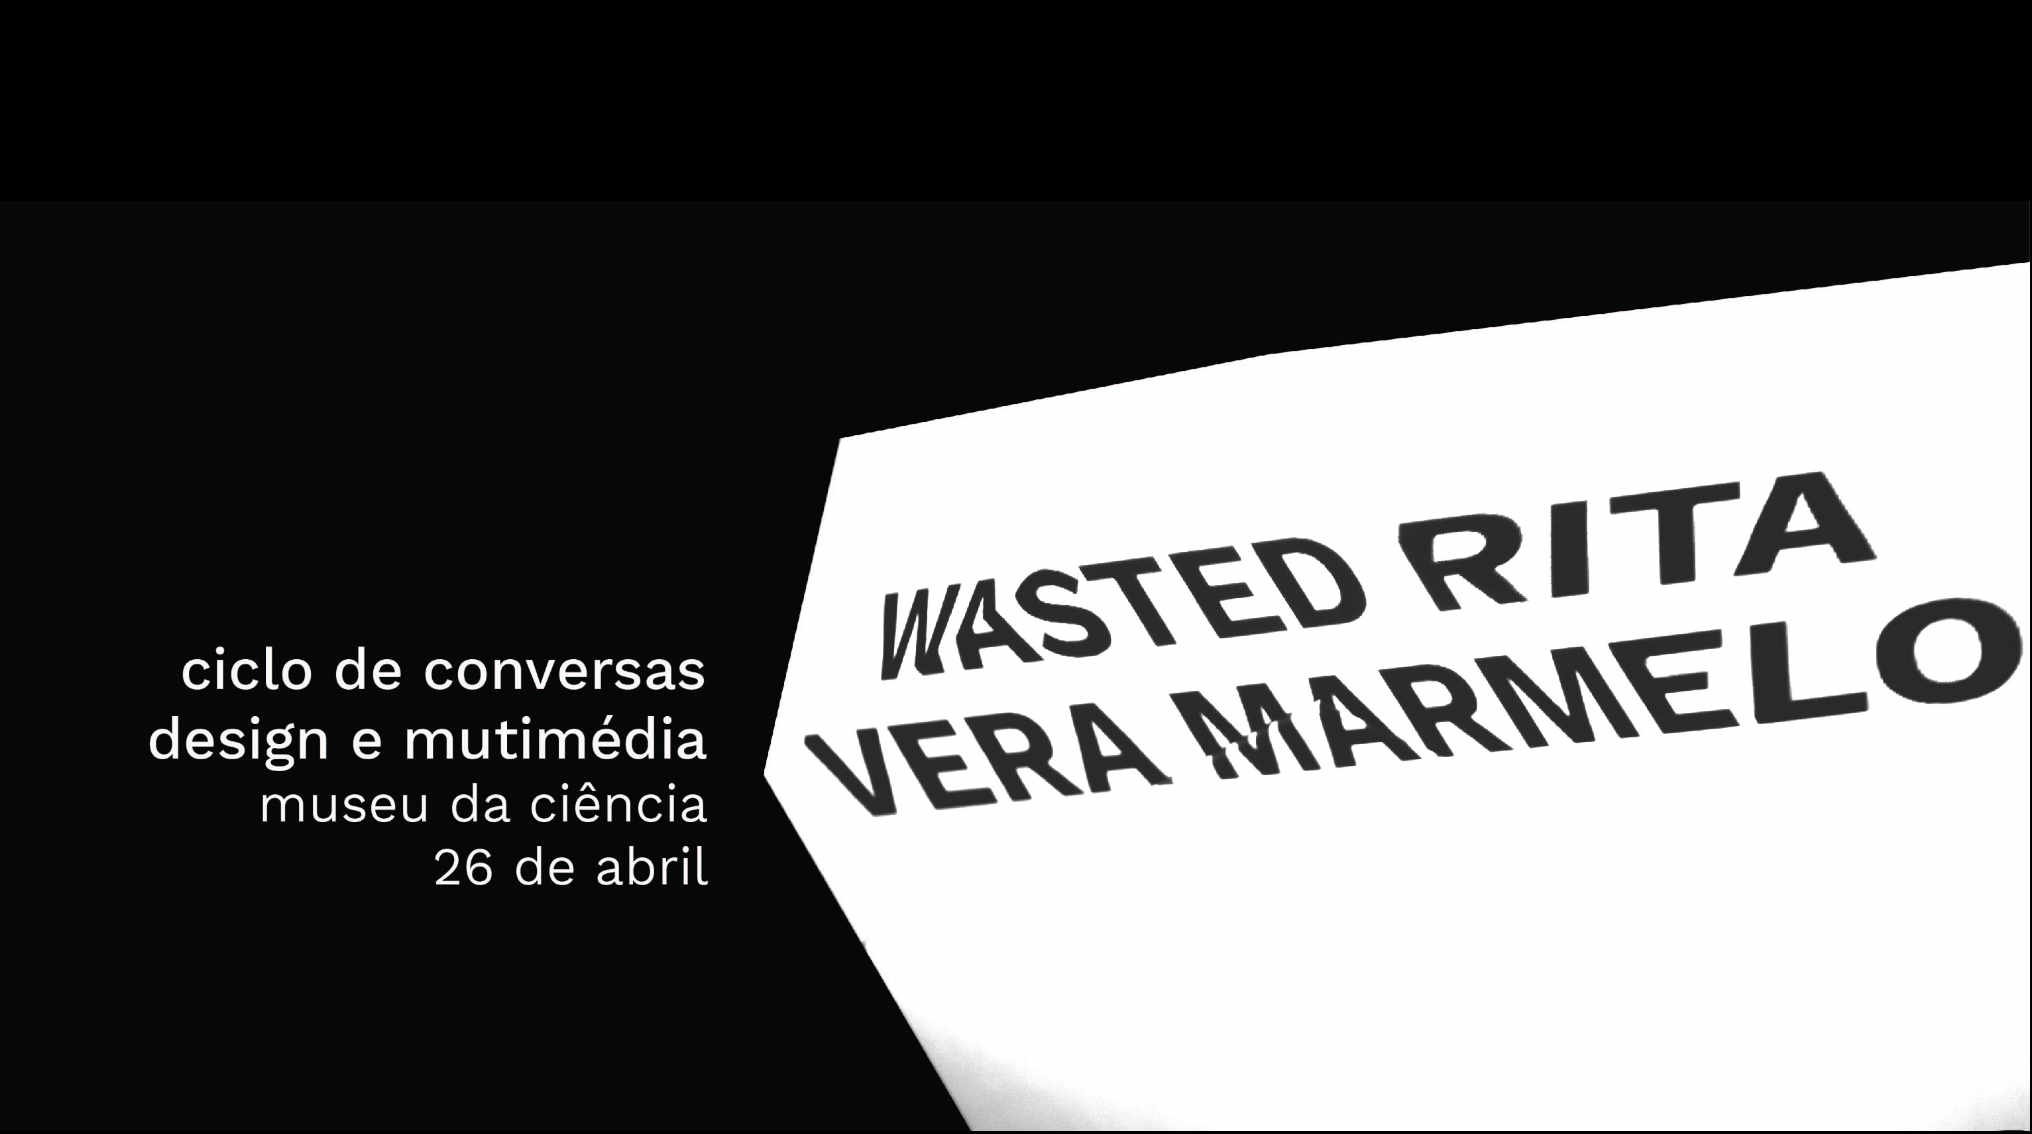 ciclo de conversas
design e mutimédia
museu da ciência
26 de abril
WASTED RITA
VERA MARMELO